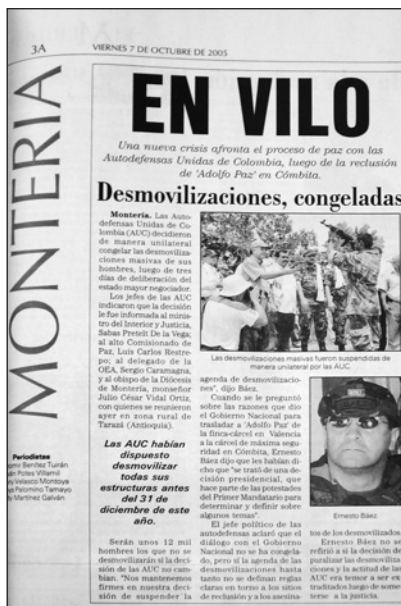 3A
VIERNES 7 DE OCTUBRE DE 2005
MONTERIA
EN VILO
Una nueva crisis afronta el proceso de paz con las
Autodefensas Unidas de Colombia, luego de la reclusión
de 'Adolfo Paz' en Cómbita.
Desmovilizaciones, congeladas
Montería. Las Auto-
defensas Unidas de Co-
lombia (AUC) decidieron
de manera unilateral
congelar las desmoviliza-
ciones masivas de sus
hombres, luego de tres
días de deliberación del
estado mayor negociador.
Los jefes de las AUC
indicaron que la decisión
le fue informada al minis-
tro del Interior y Justicia,
Sabas Pretelt De la Vega;
al alto Comisionado de
Paz, Luis Carlos Restre-
po; al delegado de la
OEA, Sergio Caramagna,
y al obispo de la Diócesis
de Montería, monseñor
Julio César Vidal Ortiz,
con quienes se reunieron
ayer en zona rural de
Tarazá (Antioquia).
Las AUC habían
dispuesto
desmovilizar
todas sus
estructuras antes
del 31 de
diciembre de este
año.
Serán unos 12 mil
hombres los que no se
desmovilizarán si la deci-
sión de las AUC no cam-
bian. "Nos mantenemos
firmes en nuestra deci-
sión de suspender la
Las desmovilizaciones masivas fueron suspendidas de
manera unilateral por las AUC
agenda de desmovilizacio-
nes", dijo Báez.
Cuando se le preguntó
sobre las razones que dio
el Gobierno Nacional para
trasladar a 'Adolfo Paz' de
la finca-cárcel en Valencia
a la cárcel de máxima segu-
ridad en Cómbita, Ernesto
Báez dijo que les habían di-
cho que "se trató de una de-
cisión presidencial, que
hace parte de las potestades
del Primer Mandatario para
determinar y definir sobre
algunos temas".
El jefe político de las
autodefensas aclaró que el
diálogo con el Gobierno
Nacional no se ha congela-
do, pero sí la agenda de las
desmovilizaciones hasta
tanto no se definan reglas
claras en torno a los sitios
de reclusión y a los asesina-
Ernesto Báez
tos de los desmovilizados.
Ernesto Báez no se
refirió a si la decisión de
paralizar las desmoviliza-
ciones y la actitud de las
AUC era temor a ser ex-
traditados luego de some-
terse a la justicia.
Periodistas
Benítez Tuirán
Potes Villamil
Velasco Montoya
Palomino Tamayo
Martínez Galván